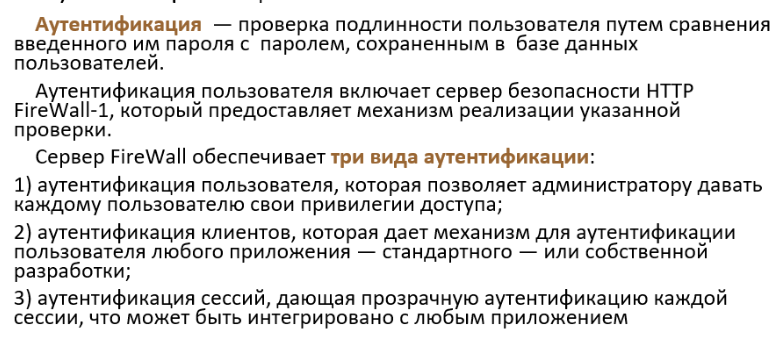 Аутентификация — проверка подлинности пользователя путем сравнения
введенного им пароля с паролем, сохраненным в базе данных
пользователей.
Аутентификация пользователя включает сервер безопасности HTTP
FireWall-1, который предоставляет механизм реализации указанной
проверки.
Сервер FireWall обеспечивает три вида аутентификации:
1) аутентификация пользователя, которая позволяет администратору давать
каждому пользователю свои привилегии доступа;
2) аутентификация клиентов, которая дает механизм для аутентификации
пользователя любого приложения — стандартного — или собственной
разработки;
3) аутентификация сессий, дающая прозрачную аутентификацию каждой
сессии, что может быть интегрировано с любым приложением